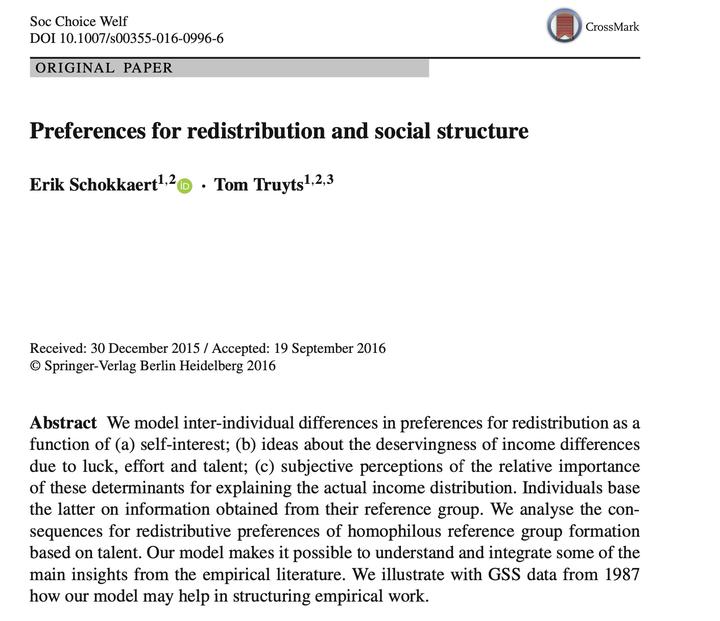 Soc Choice Welf
DOI 10.1007/s00355-016-0996-6
CrossMark
ORIGINAL PAPER
Preferences for redistribution and social structure
Erik Schokkaert1,2 iD · Tom Truyts1,2,3
Received: 30 December 2015 / Accepted: 19 September 2016
© Springer-Verlag Berlin Heidelberg 2016
Abstract We model inter-individual differences in preferences for redistribution as a
function of (a) self-interest; (b) ideas about the deservingness of income differences
due to luck, effort and talent; (c) subjective perceptions of the relative importance
of these determinants for explaining the actual income distribution. Individuals base
the latter on information obtained from their reference group. We analyse the con-
sequences for redistributive preferences of homophilous reference group formation
based on talent. Our model makes it possible to understand and integrate some of the
main insights from the empirical literature. We illustrate with GSS data from 1987
how our model may help in structuring empirical work.